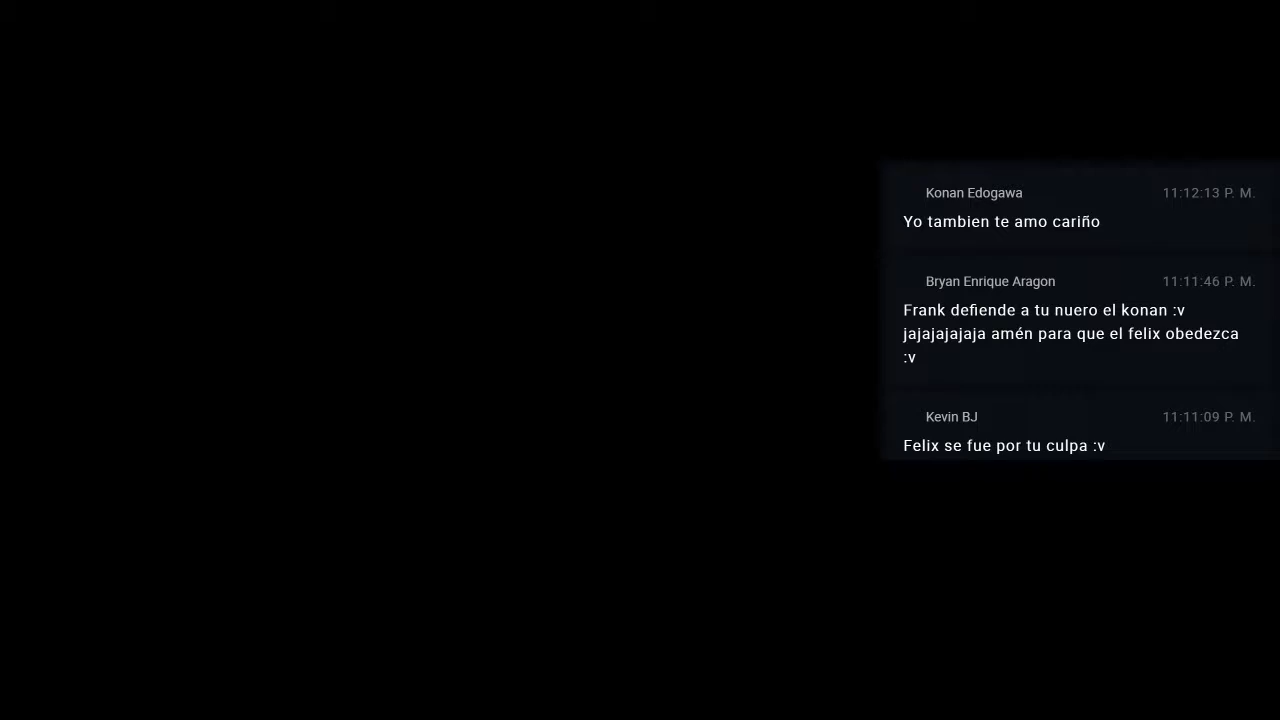 Konan Edogawa 11:12:13 P. M.
Yo tambien te amo cariño
Bryan Enrique Aragon 11:11:46 P. M.
Frank defiende a tu nuero el konan :v
jajajajajaja amén para que el felix obedezca
:v
Kevin BJ 11:11:09 P. M.
Felix se fue por tu culpa :v